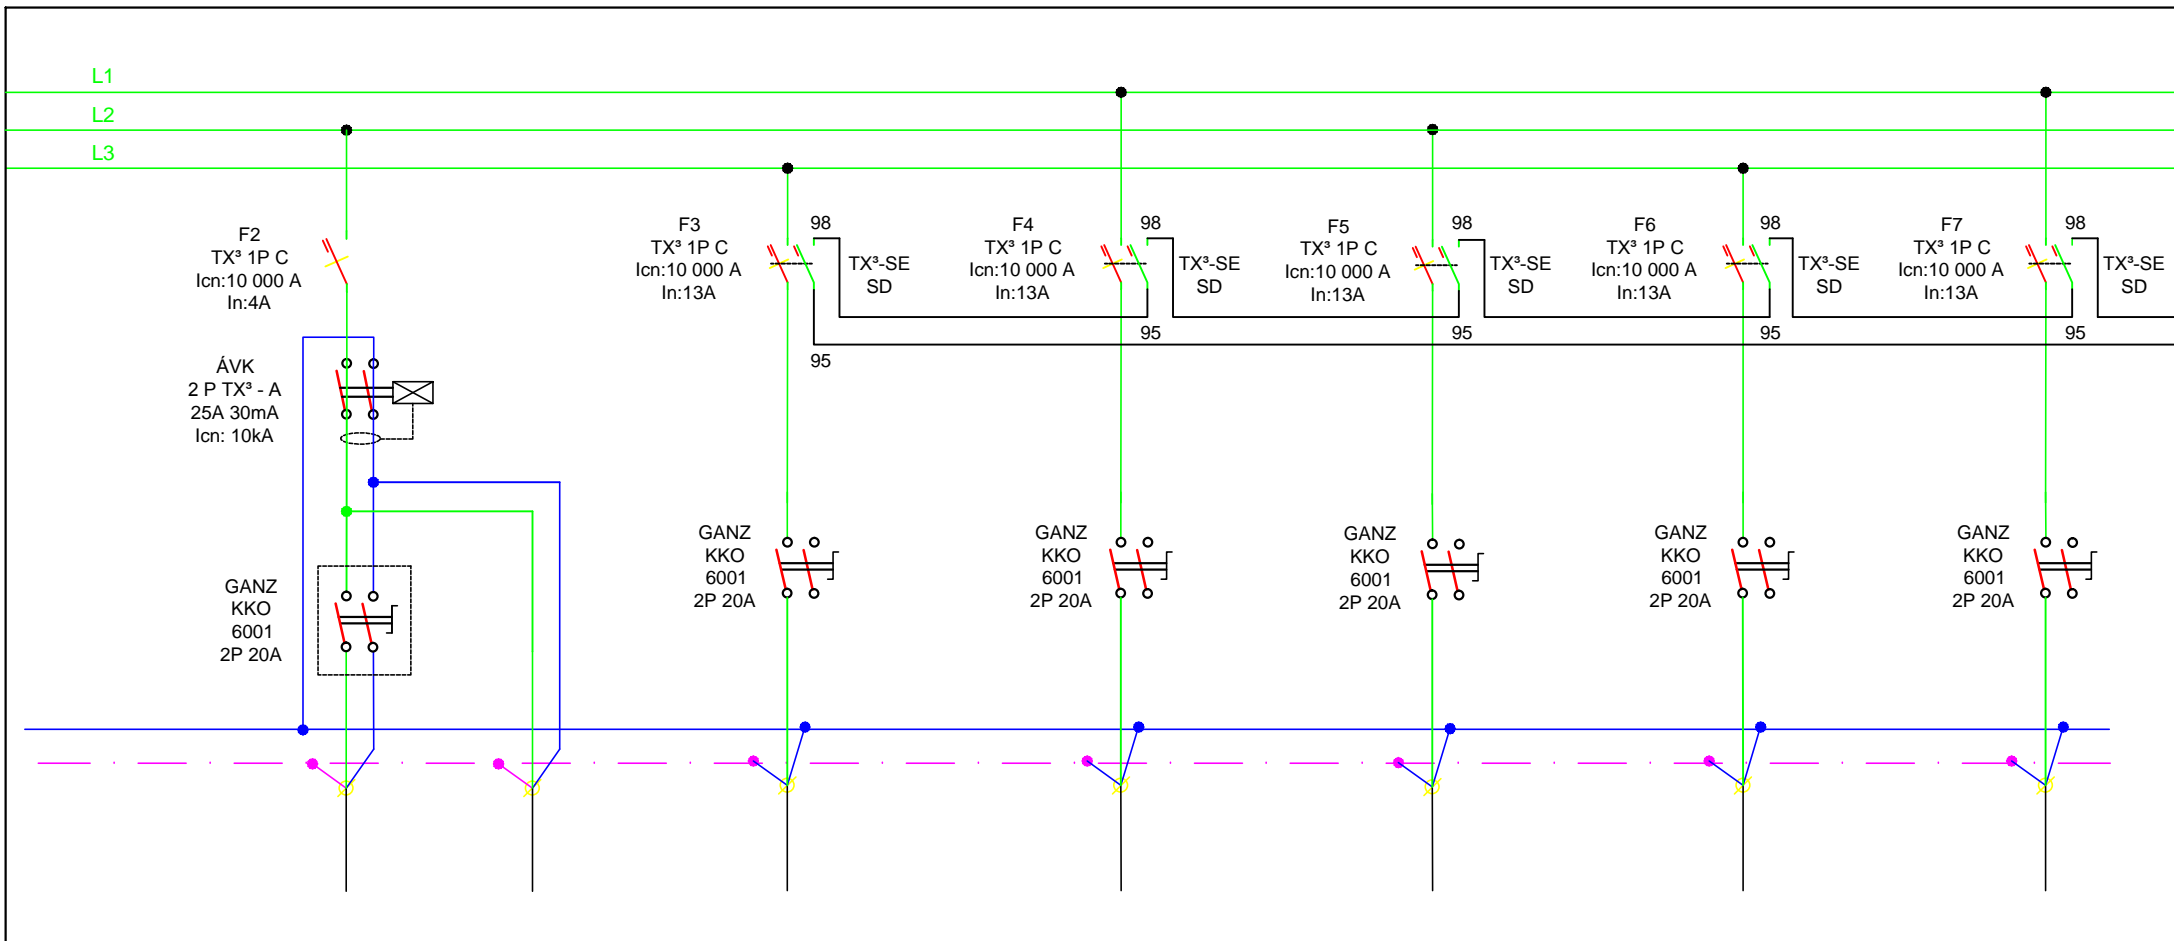 L1
L2
L3
F2
TX³ 1P C
Icn:10 000 A
In:4A
F3
TX³ 1P C
Icn:10 000 A
In:13A
98
TX³-SE
SD
95
F4
TX³ 1P C
Icn:10 000 A
In:13A
98
TX³-SE
SD
95
F5
TX³ 1P C
Icn:10 000 A
In:13A
98
TX³-SE
SD
95
F6
TX³ 1P C
Icn:10 000 A
In:13A
98
TX³-SE
SD
95
F7
TX³ 1P C
Icn:10 000 A
In:13A
98
TX³-SE
SD
95
ÁVK
2 P TX³ - A
25A 30mA
Icn: 10kA
GANZ
KKO
6001
2P 20A
GANZ
KKO
6001
2P 20A
GANZ
KKO
6001
2P 20A
GANZ
KKO
6001
2P 20A
GANZ
KKO
6001
2P 20A
GANZ
KKO
6001
2P 20A